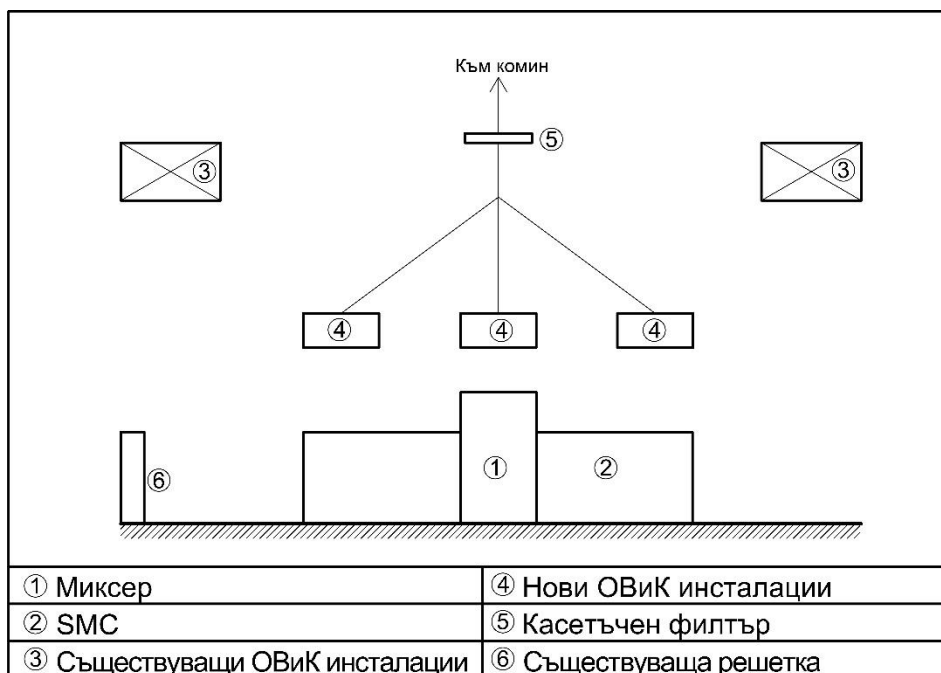 Към комин
⑤
③ ③
④ ④ ④
① ②
⑥
① Миксер ④ Нови ОВиК инсталации
② SMC ⑤ Касетъчен филтър
③ Съществуващи ОВиК инсталации ⑥ Съществуваща решетка